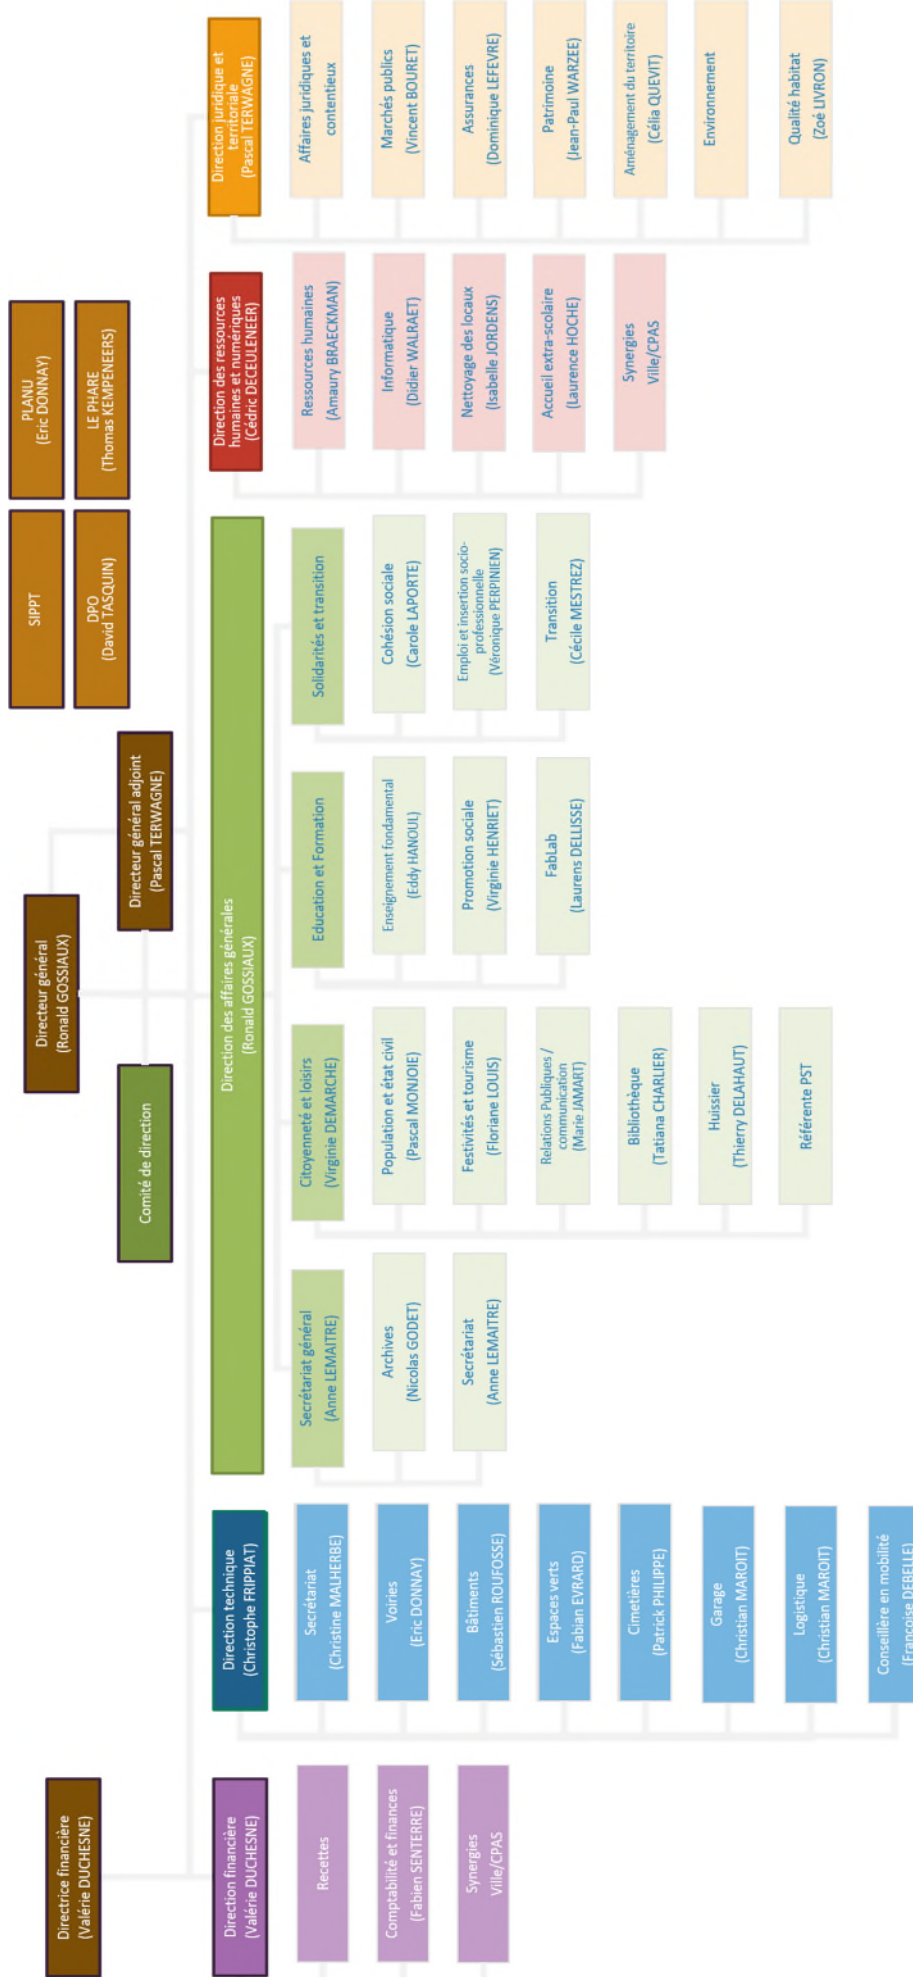 Directrice financière
(Valérie DUCHESNE)
Directeur général
(Ronald GOSSIAUX)
Comité de direction
Directeur général adjoint
(Pascal TERWAGNE)
SIPPT
PLANU
(Eric DONNAY)
DPO
(David TASQUIN)
LE PHARE
(Thomas KEMPENEERS)
Direction financière
(Valérie DUCHESNE)
Recettes
Comptabilité et finances
(Fabien SENTERRE)
Synergies
Ville/CPAS
Direction technique
(Christophe FRIPPIAT)
Secrétariat
(Christine MALHERBE)
Voiries
(Eric DONNAY)
Bâtiments
(Sébastien ROUFOSSE)
Espaces verts
(Fabian EVRARD)
Cimetières
(Patrick PHILIPPE)
Garage
(Christian MAROIT)
Logistique
(Christian MAROIT)
Conseillère en mobilité
(Françoise DEBELLE)
Direction des affaires générales
(Ronald GOSSIAUX)
Secrétariat général
(Anne LEMAITRE)
Archives
(Nicolas GODET)
Secrétariat
(Anne LEMAITRE)
Citoyenneté et loisirs
(Virginie DEMARCHE)
Population et état civil
(Pascal MONJOIE)
Festivités et tourisme
(Floriane LOUIS)
Relations Publiques /
communication
(Marie JAMART)
Bibliothèque
(Tatiana CHARLIER)
Huissier
(Thierry DELAHAUT)
Référente PST
Education et Formation
Enseignement fondamental
(Eddy HANOUL)
Promotion sociale
(Virginie HENRIET)
FabLab
(Laurens DELLISSE)
Solidarités et transition
Cohésion sociale
(Carole LAPORTE)
Emploi et insertion socio-
professionnelle
(Véronique PERPINIEN)
Transition
(Cécile MESTREZ)
Direction des ressources
humaines et numériques
(Cédric DECEULENEER)
Ressources humaines
(Amaury BRAECKMAN)
Informatique
(Didier WALRAET)
Nettoyage des locaux
(Isabelle JORDENS)
Accueil extra-scolaire
(Laurence HOCHE)
Synergies
Ville/CPAS
Direction juridique et
territoriale
(Pascal TERWAGNE)
Affaires juridiques et
contentieux
Marchés publics
(Vincent BOURET)
Assurances
(Dominique LEFEVRE)
Patrimoine
(Jean-Paul WARZEE)
Aménagement du territoire
(Célia QUEVIT)
Environnement
Qualité habitat
(Zoé LIVRON)